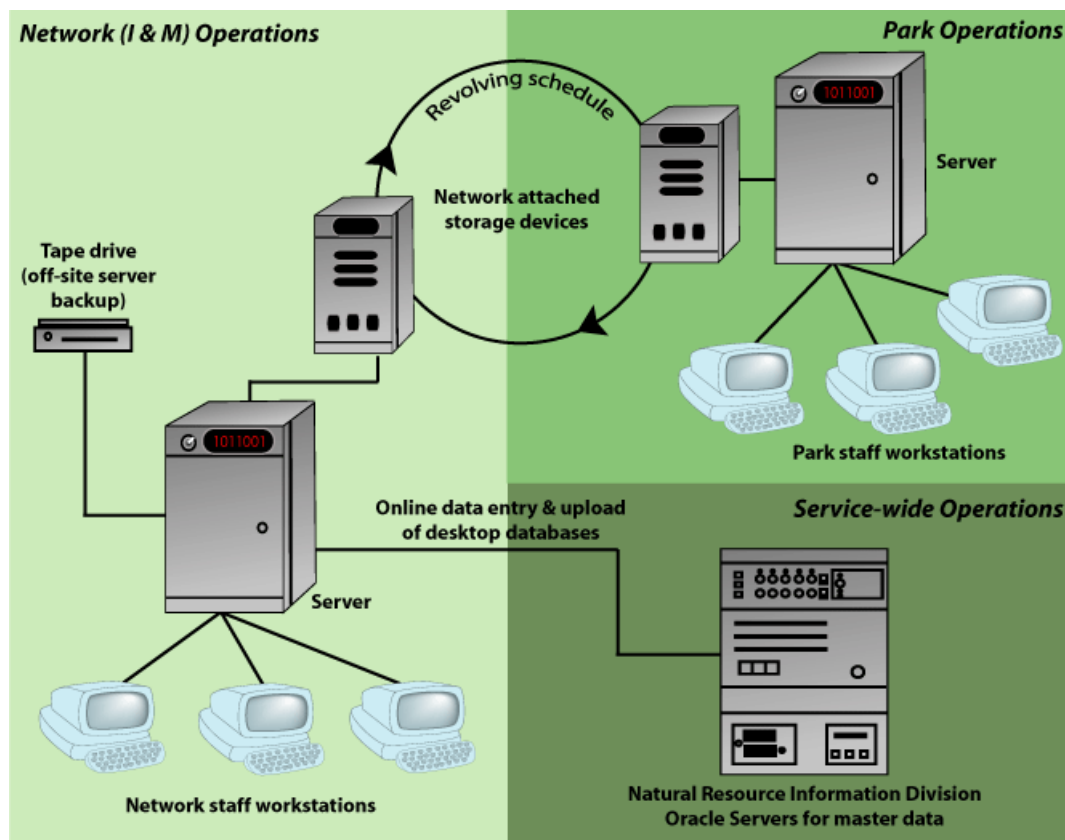 Network (I & M) Operations
Park Operations
Revolving schedule
1011001
Server
Network attached
storage devices
Tape drive
(off-site server
backup)
1011001
Park staff workstations
Online data entry & upload
of desktop databases
Service-wide Operations
Server
Network staff workstations
Natural Resource Information Division
Oracle Servers for master data